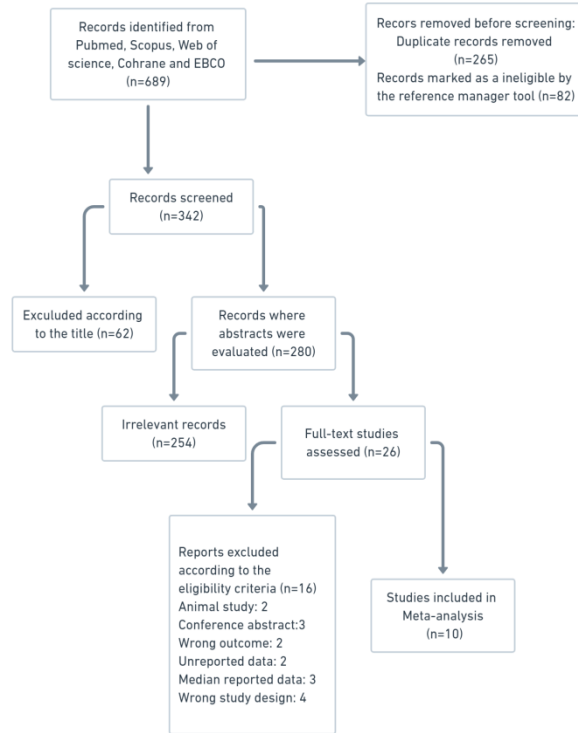 Records identified from
Pubmed, Scopus, Web of
science, Cohrane and EBCO
(n=689)
Recors removed before screening:
Duplicate records removed
(n=265)
Records marked as a ineligible by
the reference manager tool (n=82)
Records screened
(n=342)
Exculuded according
to the title (n=62)
Records where
abstracts were
evaluated (n=280)
Irrelevant records
(n=254)
Full-text studies
assessed (n=26)
Reports excluded
according to the
eligibility criteria (n=16)
Animal study: 2
Conference abstract:3
Wrong outcome: 2
Unreported data: 2
Median reported data: 3
Wrong study design: 4
Studies included in
Meta-analysis
(n=10)